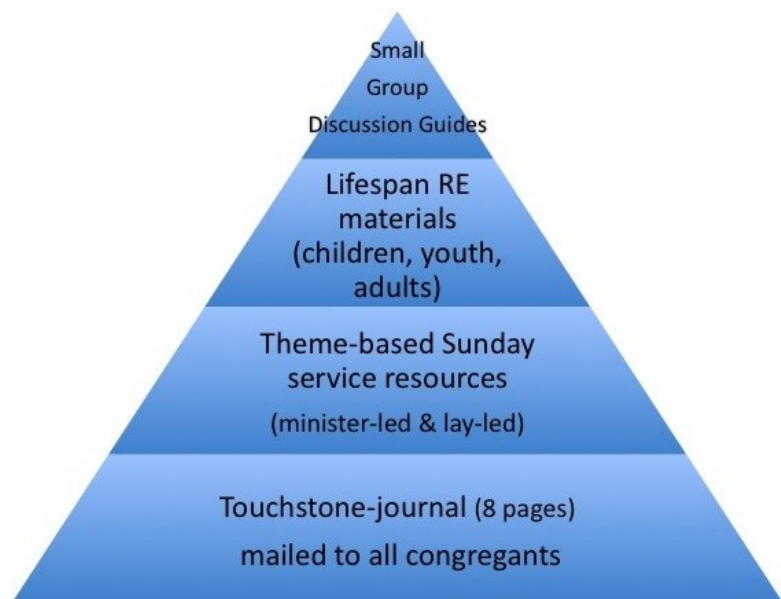 Small
Group
Discussion Guides
Lifespan RE
materials
(children, youth,
adults)
Theme-based Sunday
service resources
(minister-led & lay-led)
Touchstone-journal (8 pages)
mailed to all congregants